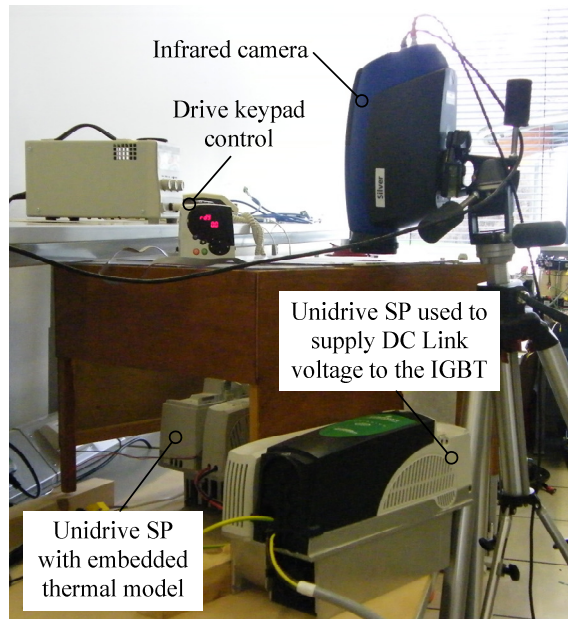 Infrared camera
Drive keypad
control
Silver
Unidrive SP used to
supply DC Link
voltage to the IGBT
Unidrive SP
with embedded
thermal model